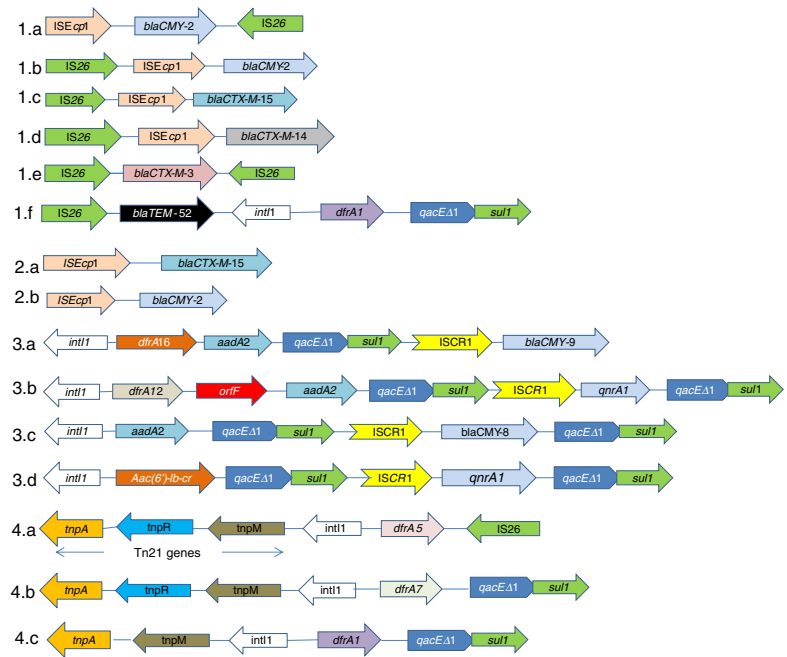 1.a ISEcp1 blaCMY-2 IS26
1.b IS26 ISEcp1 blaCMY-2
1.c IS26 ISEcp1 blaCTX-M-15
1.d IS26 ISEcp1 blaCTX-M-14
1.e IS26 blaCTX-M-3 IS26
1.f IS26 blaTEM-52 intI1 dfrA1 qacEΔ1 sul1
2.a ISEcp1 blaCTX-M-15
2.b ISEcp1 blaCMY-2
3.a intI1 dfrA16 aadA2 qacEΔ1 sul1 ISCR1 blaCMY-9
3.b intI1 dfrA12 orfF aadA2 qacEΔ1 sul1 ISCR1 qnrA1 qacEΔ1 sul1
3.c intI1 aadA2 qacEΔ1 sul1 ISCR1 blaCMY-8 qacEΔ1 sul1
3.d intI1 Aac(6')-Ib-cr qacEΔ1 sul1 ISCR1 qnrA1 qacEΔ1 sul1
4.a tnpA tnpR tnpM intI1 dfrA5 IS26
Tn21 genes
4.b tnpA tnpR tnpM intI1 dfrA7 qacEΔ1 sul1
4.c tnpA tnpM intI1 dfrA1 qacEΔ1 sul1